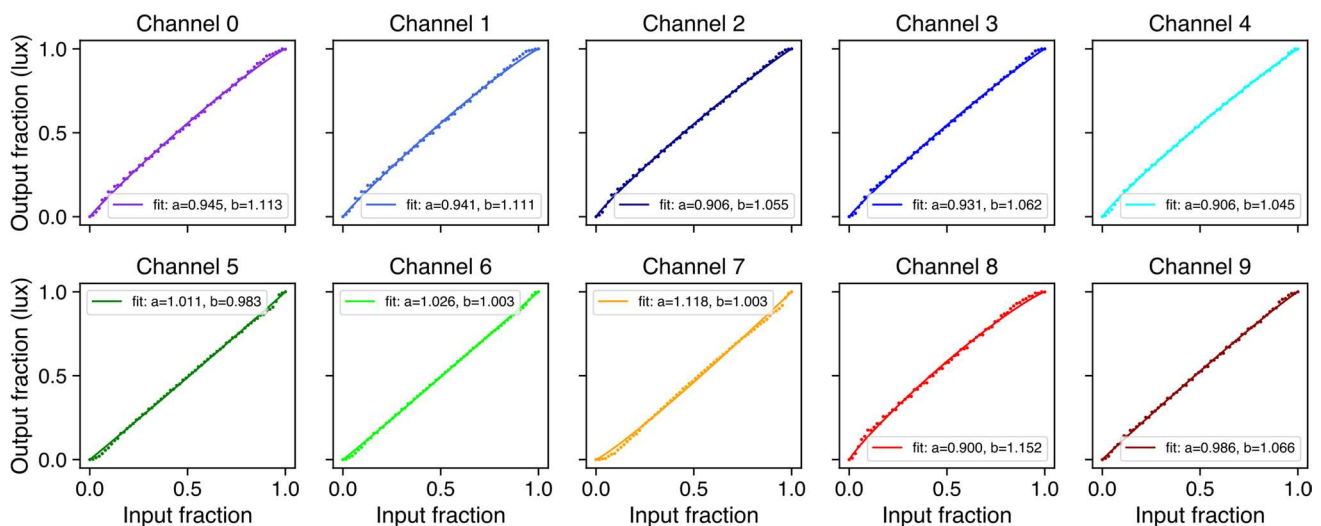 Channel 0
Channel 1
Channel 2
Channel 3
Channel 4
Output fraction (lux)
1.0
0.5
0.0
fit: a=0.945, b=1.113
fit: a=0.941, b=1.111
fit: a=0.906, b=1.055
fit: a=0.931, b=1.062
fit: a=0.906, b=1.045
Channel 5
Channel 6
Channel 7
Channel 8
Channel 9
Output fraction (lux)
1.0
0.5
0.0
fit: a=1.011, b=0.983
fit: a=1.026, b=1.003
fit: a=1.118, b=1.003
fit: a=0.900, b=1.152
fit: a=0.986, b=1.066
0.0 0.5 1.0
0.0 0.5 1.0
0.0 0.5 1.0
0.0 0.5 1.0
0.0 0.5 1.0
Input fraction
Input fraction
Input fraction
Input fraction
Input fraction